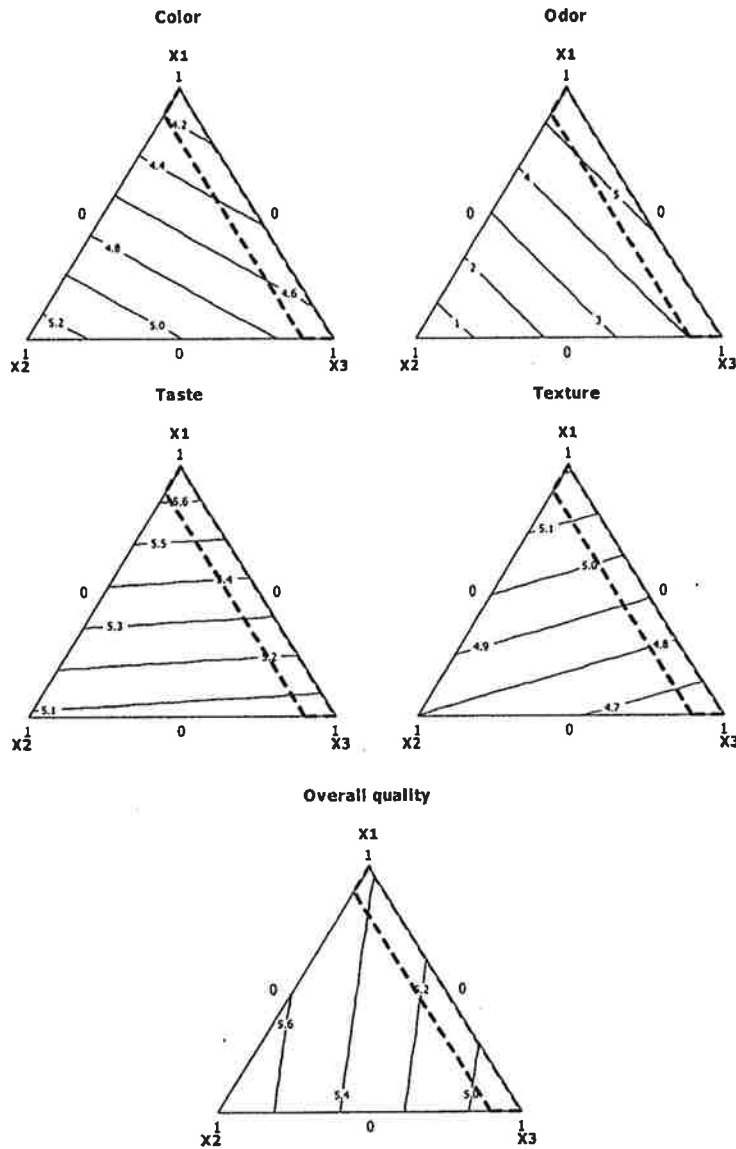 Color Odor
X1 X1
1 1
4.2
4.4 5
4
0 0 0 0
4.8
2
4.6
5.2 5.0 1 3
1 0 1 1 0 1
X2 X3 X2 X3
Taste Texture
X1 X1
1 1
5.6
5.5 5.1
5.4 5.0
0 0 0 0
5.3
5.2 4.9 4.8
5.1 4.7
1 0 1 1 0 1
X2 X3 X2 X3
Overall quality
X1
1
0 5.2 0
5.6
5.4 5.0
1 0 1
X2 X3